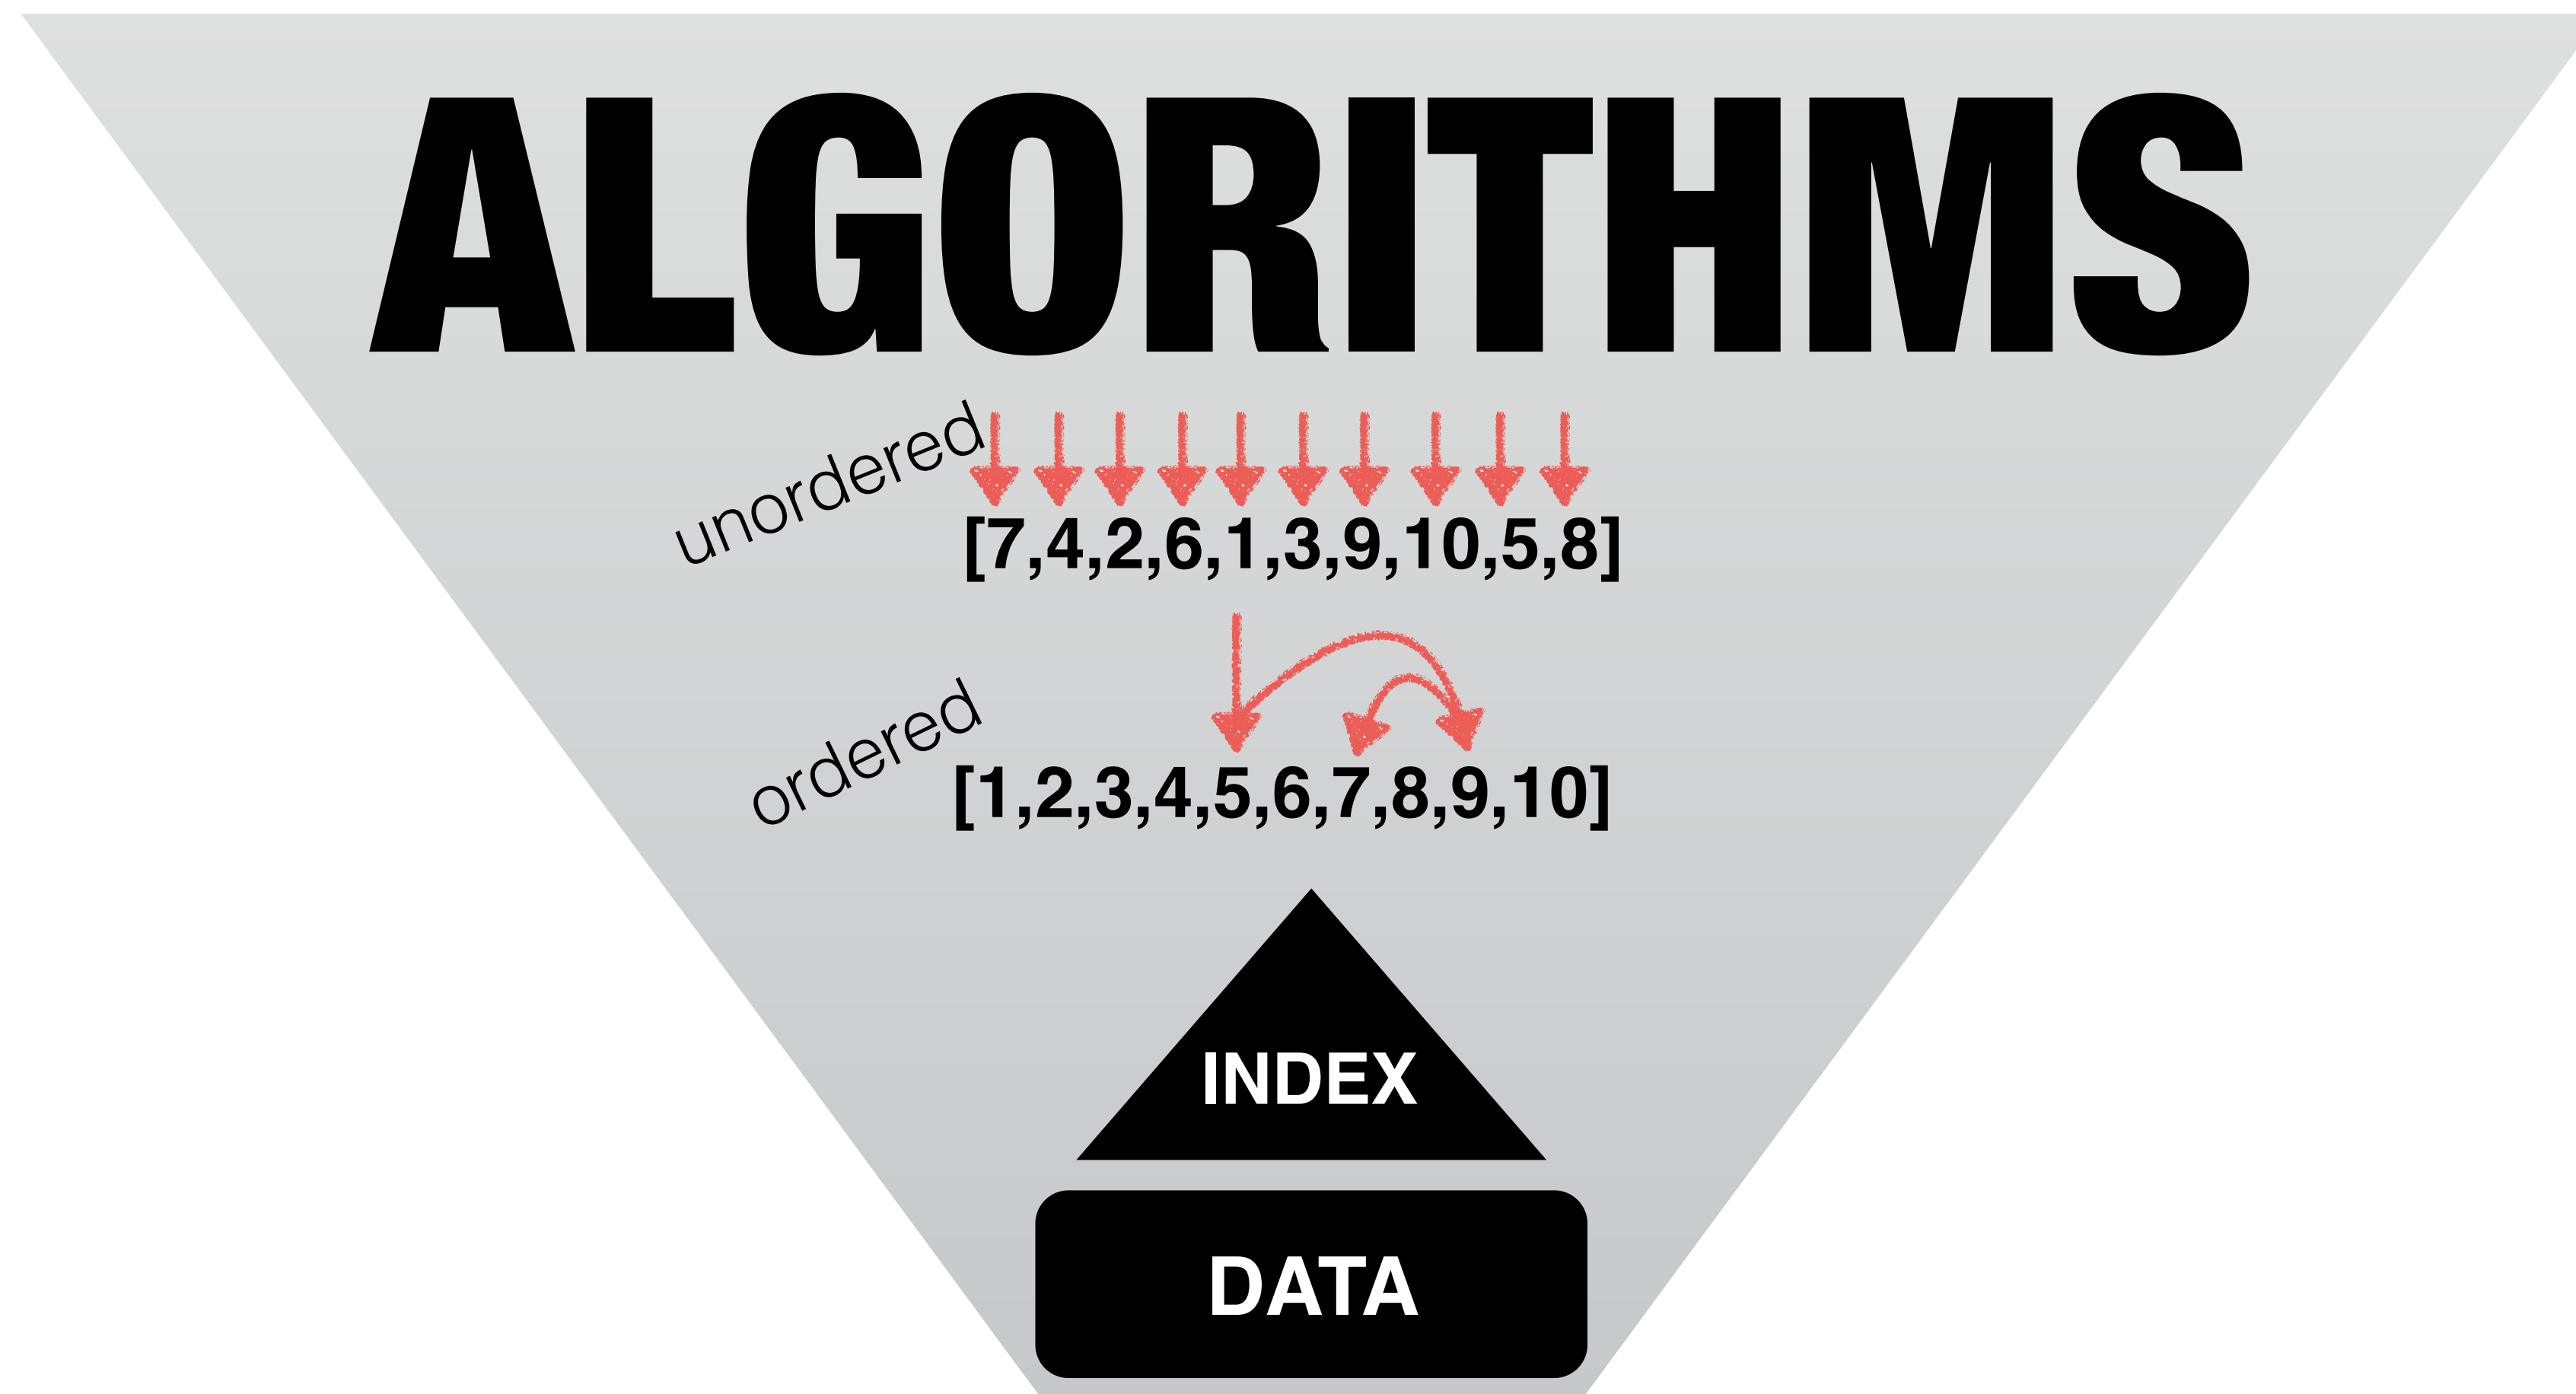 ALGORITHMS
unordered
[7,4,2,6,1,3,9,10,5,8]
ordered
[1,2,3,4,5,6,7,8,9,10]
INDEX
DATA